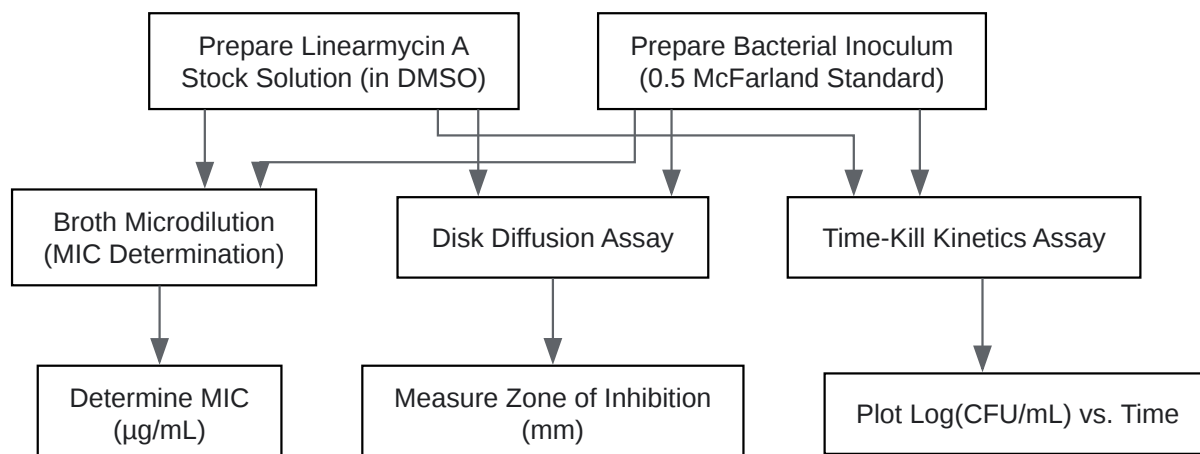 Prepare Linearmycin A
Stock Solution (in DMSO)
Prepare Bacterial Inoculum
(0.5 McFarland Standard)
Broth Microdilution
(MIC Determination)
Disk Diffusion Assay
Time-Kill Kinetics Assay
Determine MIC
(µg/mL)
Measure Zone of Inhibition
(mm)
Plot Log(CFU/mL) vs. Time